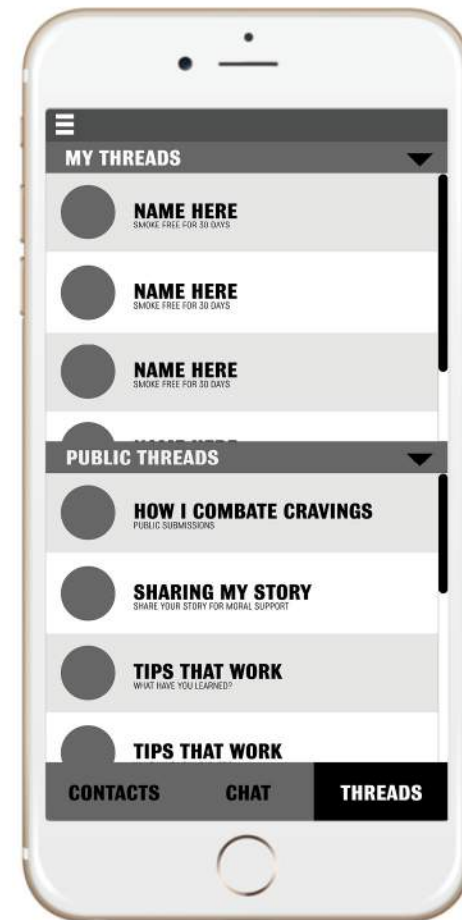 MY THREADS
NAME HERE
SMOKE FREE FOR 30 DAYS
NAME HERE
SMOKE FREE FOR 30 DAYS
NAME HERE
SMOKE FREE FOR 30 DAYS
PUBLIC THREADS
HOW I COMBATE CRAVINGS
PUBLIC SUBMISSIONS
SHARING MY STORY
SHARE YOUR STORY FOR MORAL SUPPORT
TIPS THAT WORK
WHAT HAVE YOU LEARNED?
TIPS THAT WORK
CONTACTS CHAT THREADS